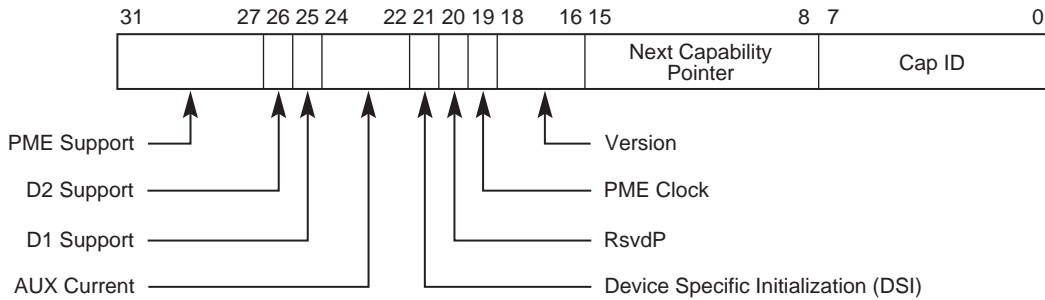 31 27 26 25 24 22 21 20 19 18 16 15 8 7 0
Next Capability
Pointer
Cap ID
PME Support
Version
D2 Support
PME Clock
D1 Support
RsvdP
AUX Current
Device Specific Initialization (DSI)